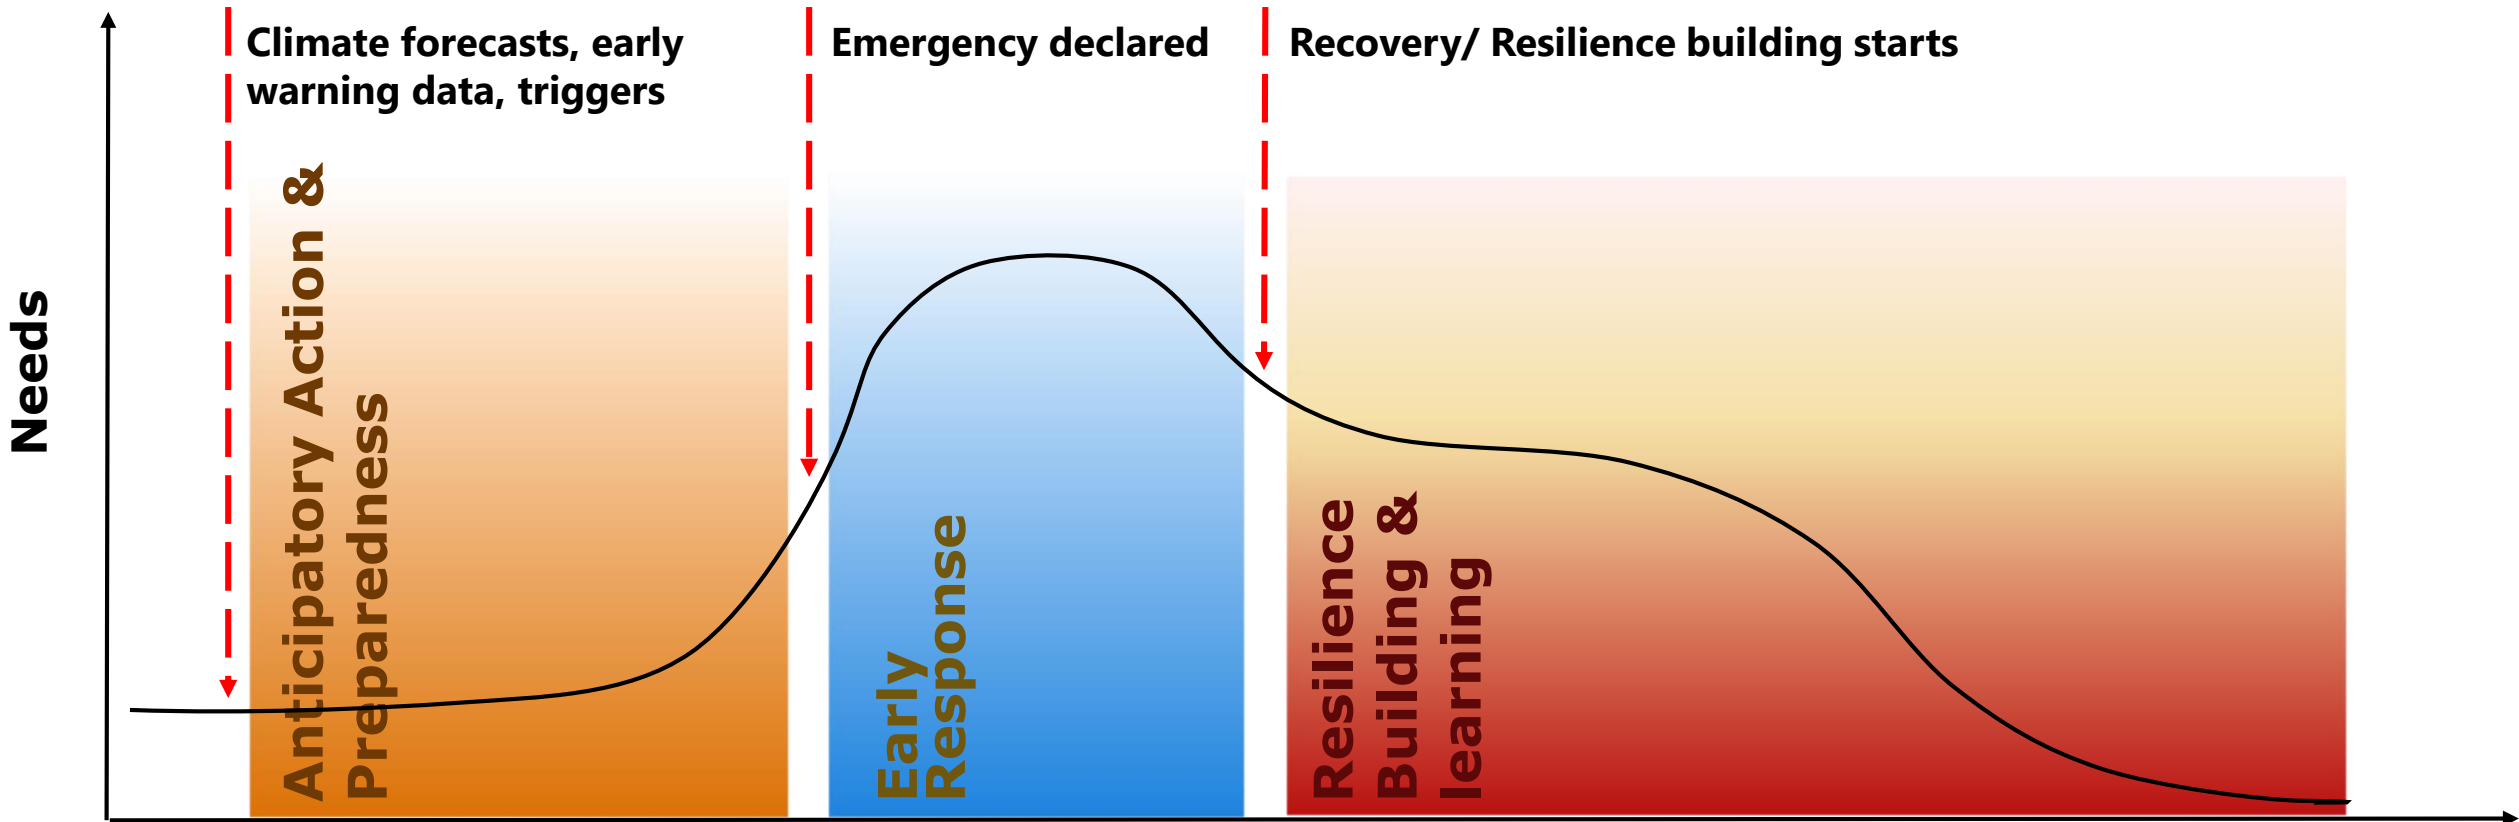 Climate forecasts, early
warning data, triggers
Emergency declared
Recovery/ Resilience building starts
Needs
Anticipatory Action &
Preparedness
Early
Response
Resilience
Building &
learning